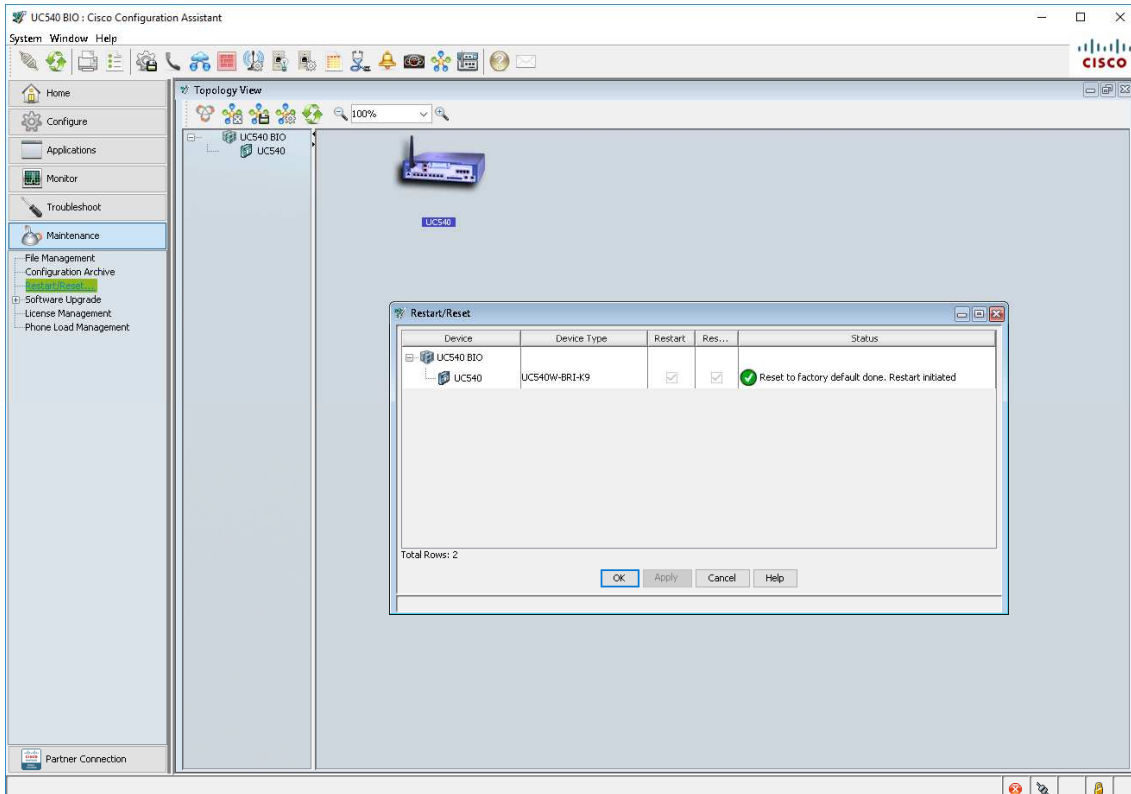 UC540 BIO : Cisco Configuration Assistant
System Window Help
CISCO
Home
Configure
Applications
Monitor
Troubleshoot
Maintenance
File Management
Configuration Archive
Restart/Reset...
Software Upgrade
License Management
Phone Load Management
Partner Connection
Topology View
100%
UC540 BIO
UC540
UC540
Restart/Reset
Device Device Type Restart Res... Status
UC540 BIO
UC540 UC540W-BRI-K9 Reset to factory default done. Restart initiated
Total Rows: 2
OK Apply Cancel Help